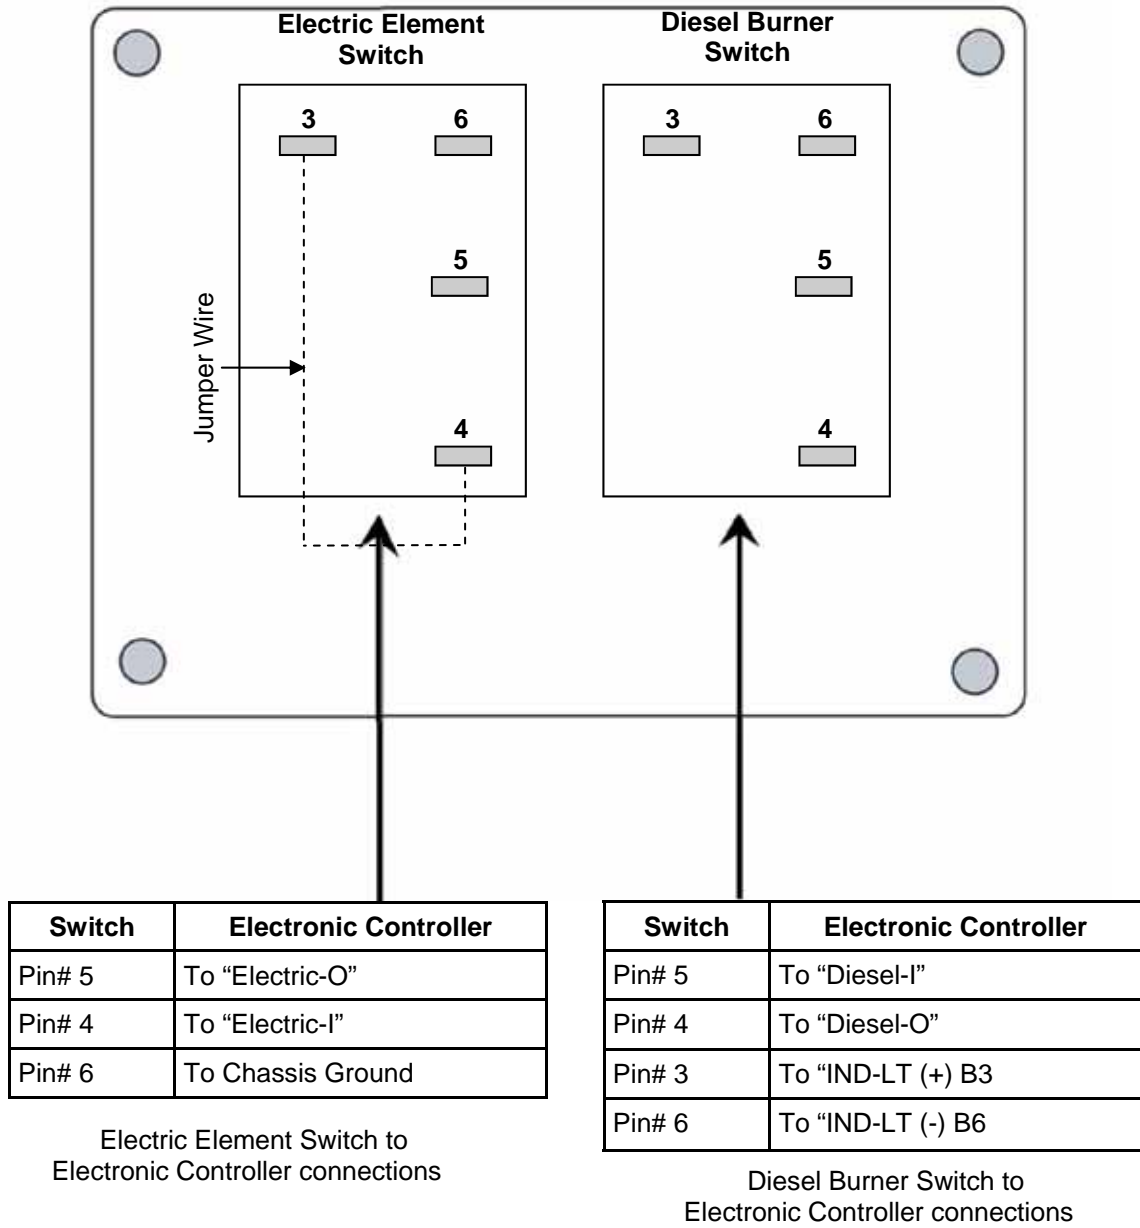 Electric Element
Switch
Diesel Burner
Switch
3
6
5
4
Jumper Wire
3
6
5
4
Switch Electronic Controller
Pin# 5 To “Electric-O”
Pin# 4 To “Electric-I”
Pin# 6 To Chassis Ground
Electric Element Switch to
Electronic Controller connections
Switch Electronic Controller
Pin# 5 To “Diesel-I”
Pin# 4 To “Diesel-O”
Pin# 3 To “IND-LT (+) B3
Pin# 6 To “IND-LT (-) B6
Diesel Burner Switch to
Electronic Controller connections